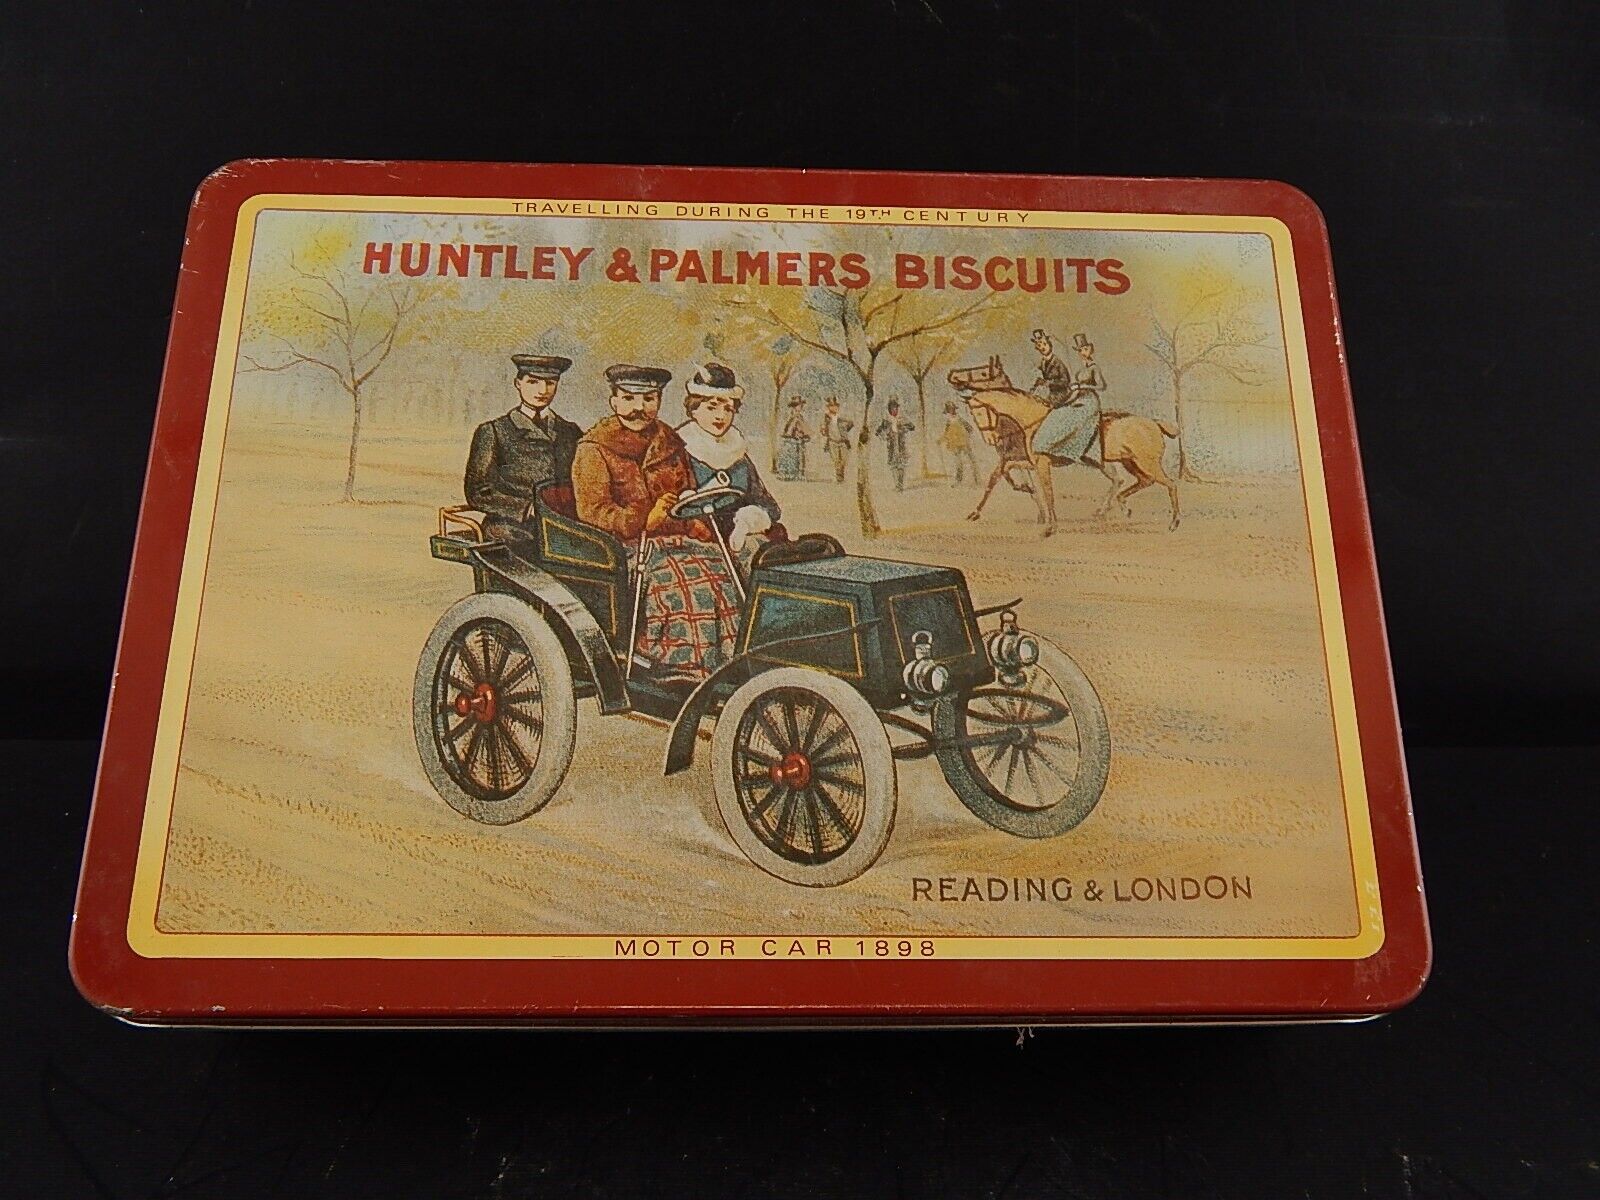 TRAVELLING DURING THE 19TH CENTURY
HUNTLEY & PALMERS BISCUITS
READING & LONDON
MOTOR CAR 1898